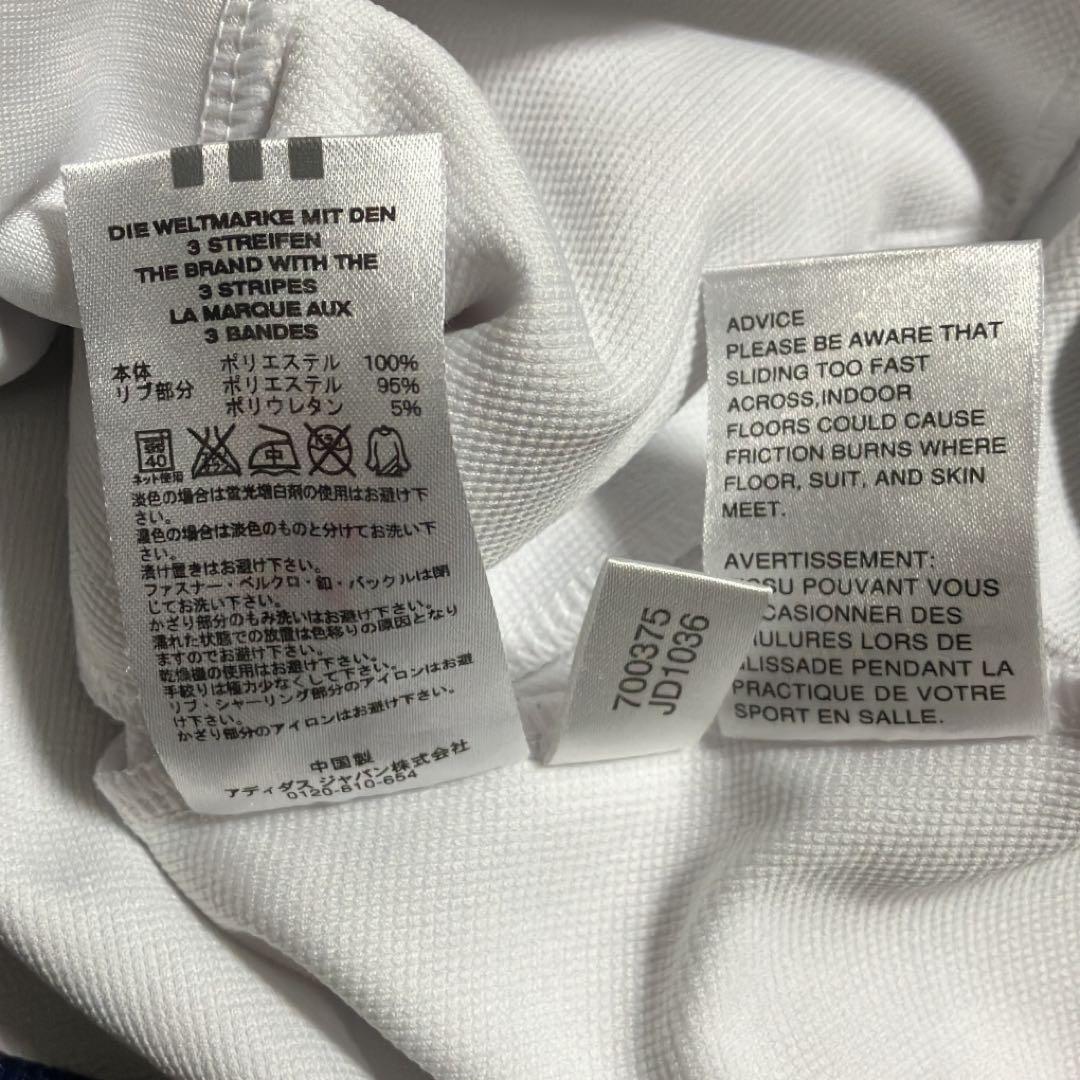 DIE WELTMARKE MIT DEN
3 STREIFEN
THE BRAND WITH THE
3 STRIPES
LA MARQUE AUX
3 BANDES
本体 ポリエステル 100%
リブ部分 ポリエステル 95%
ポリウレタン 5%
40
中
ネット使用
淡色の場合は蛍光増白剤の使用はお避け下
さい。
濃色の場合は淡色のものと分けてお洗い下
さい。
漬け置きはお避け下さい。
ファスナー・ベルクロ・釦・バックルは閉
じてお洗い下さい。
かざり部分のもみ洗いはお避け下さい。
濡れた状態での放置は色移りの原因となり
ますのでお避け下さい。
乾燥機の使用はお避け下さい。
手絞りは極力少なくして下さい。
リブ・シャーリング部分のアイロンはお避
け下さい。
かざり部分のアイロンはお避け下さい。
中国製
アディダス ジャパン株式会社
0120-810-654
700375
JD1036
ADVICE
PLEASE BE AWARE THAT
SLIDING TOO FAST
ACROSS,INDOOR
FLOORS COULD CAUSE
FRICTION BURNS WHERE
FLOOR, SUIT, AND SKIN
MEET.
AVERTISSEMENT:
POUVANT VOUS
DES
LORS DE
PENDANT LA
PRACTIQUE DE VOTRE
SPORT EN SALLE.